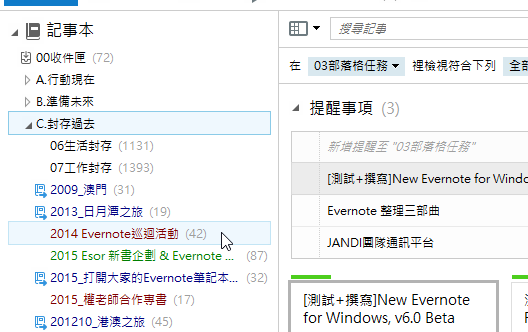 記事本
00收件匣 (72)
A.行動現在
B.準備未來
C.封存過去
06生活封存 (1131)
07工作封存 (1393)
2009_澳門 (31)
2013_日月潭之旅 (19)
2014 Evernote巡迴活動 (42)
2015 Esor 新書企劃 & Evernote ... (87)
2015_打開大家的Evernote筆記本... (32)
2015_權老師合作專書 (17)
201210_港澳之旅 (45)
搜尋記事
在 03部落格任務 裡檢視符合下列 全部
提醒事項 (3)
新增提醒至 "03部落格任務"
[測試+撰寫]New Evernote for Windo
Evernote 整理三部曲
JANDI團隊通訊平台
[測試+撰寫]New Evernote
for Windows, v6.0 Beta